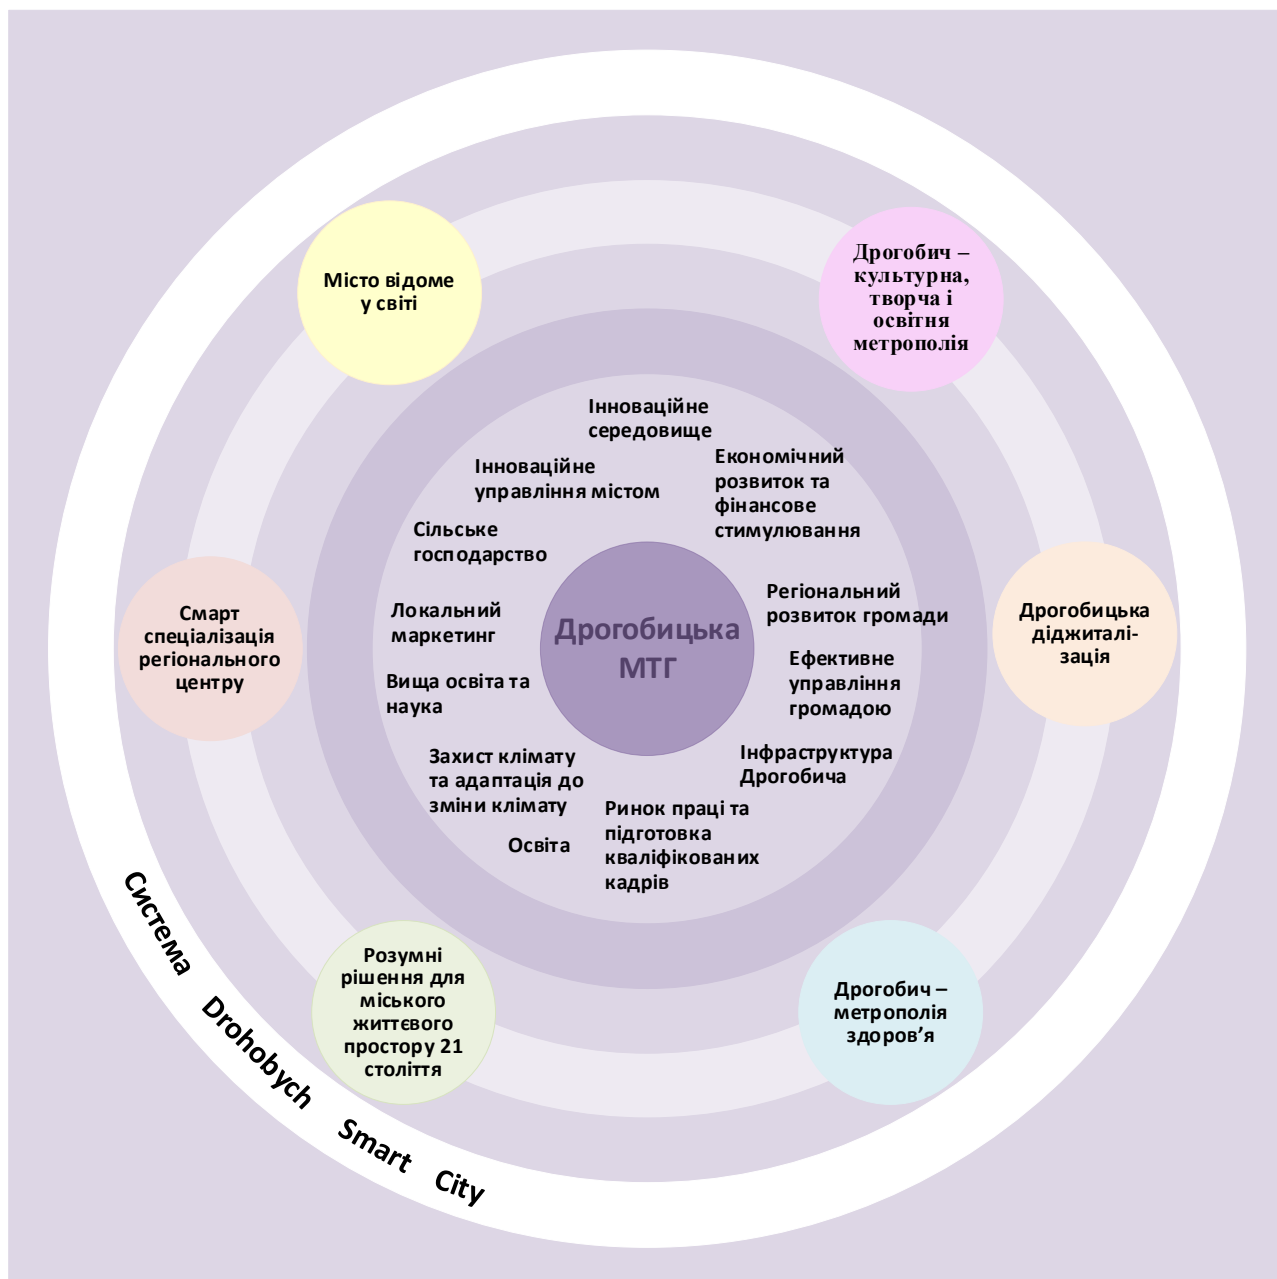 Місто відоме
у світі
Дрогобич –
культурна,
творча і
освітня
метрополія
Інноваційне
середовище
Економічний
розвиток та
фінансове
стимулювання
Інноваційне
управління містом
Сільське
господарство
Локальний
маркетинг
Вища освіта та
наука
Захист клімату
та адаптація до
зміни клімату
Освіта
Ринок праці та
підготовка
кваліфікованих
кадрів
Інфраструктура
Дрогобича
Ефективне
управління
громадою
Регіональний
розвиток громади
Дрогобицька
МТГ
Смарт
спеціалізація
регіонального
центру
Дрогобицька
діджиталі-
зація
Розумні
рішення для
міського
життєвого
простору 21
століття
Дрогобич –
метрополія
здоров’я
Система Drohobych Smart City